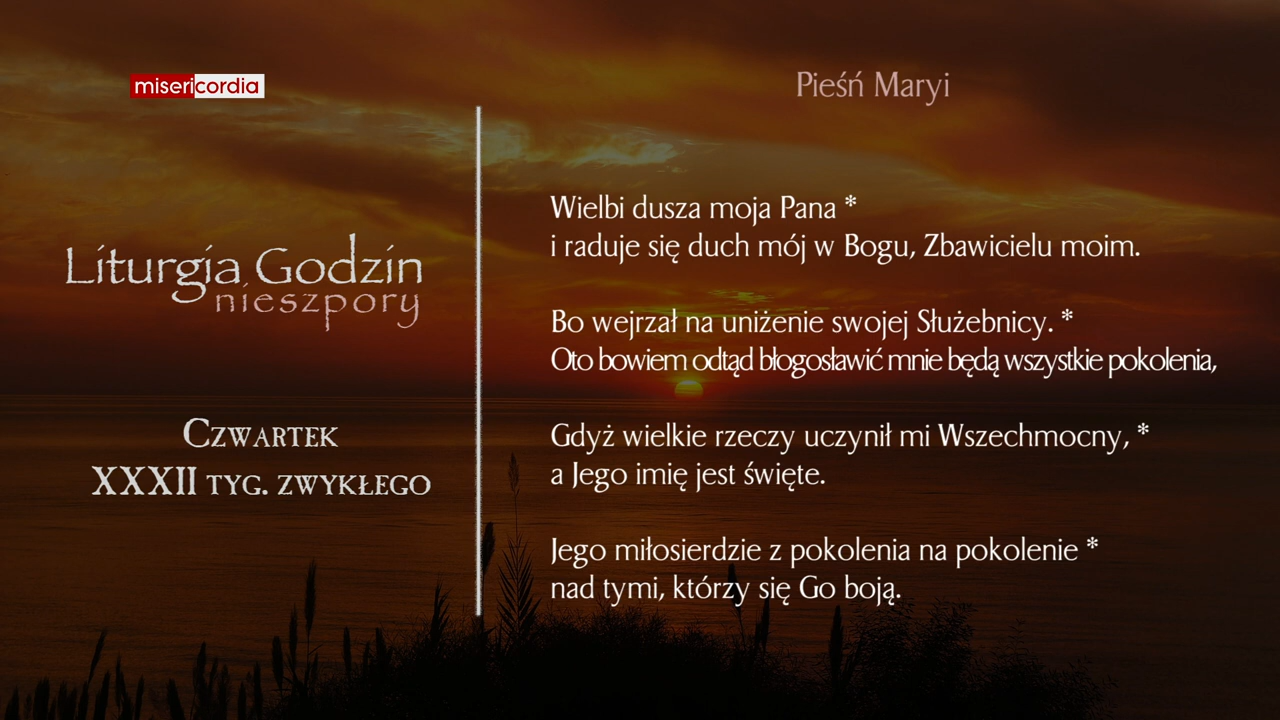 misericordia
Liturgia Godzin
nieszpory
Czwartek
XXXII tyg. zwykłego
Pieśń Maryi
Wielbi dusza moja Pana *
i raduje się duch mój w Bogu, Zbawicielu moim.
Bo wejrzał na uniżenie swojej Służebnicy. *
Oto bowiem odtąd błogosławić mnie będą wszystkie pokolenia,
Gdyż wielkie rzeczy uczynił mi Wszechmocny, *
a Jego imię jest święte.
Jego miłosierdzie z pokolenia na pokolenie *
nad tymi, którzy się Go boją.